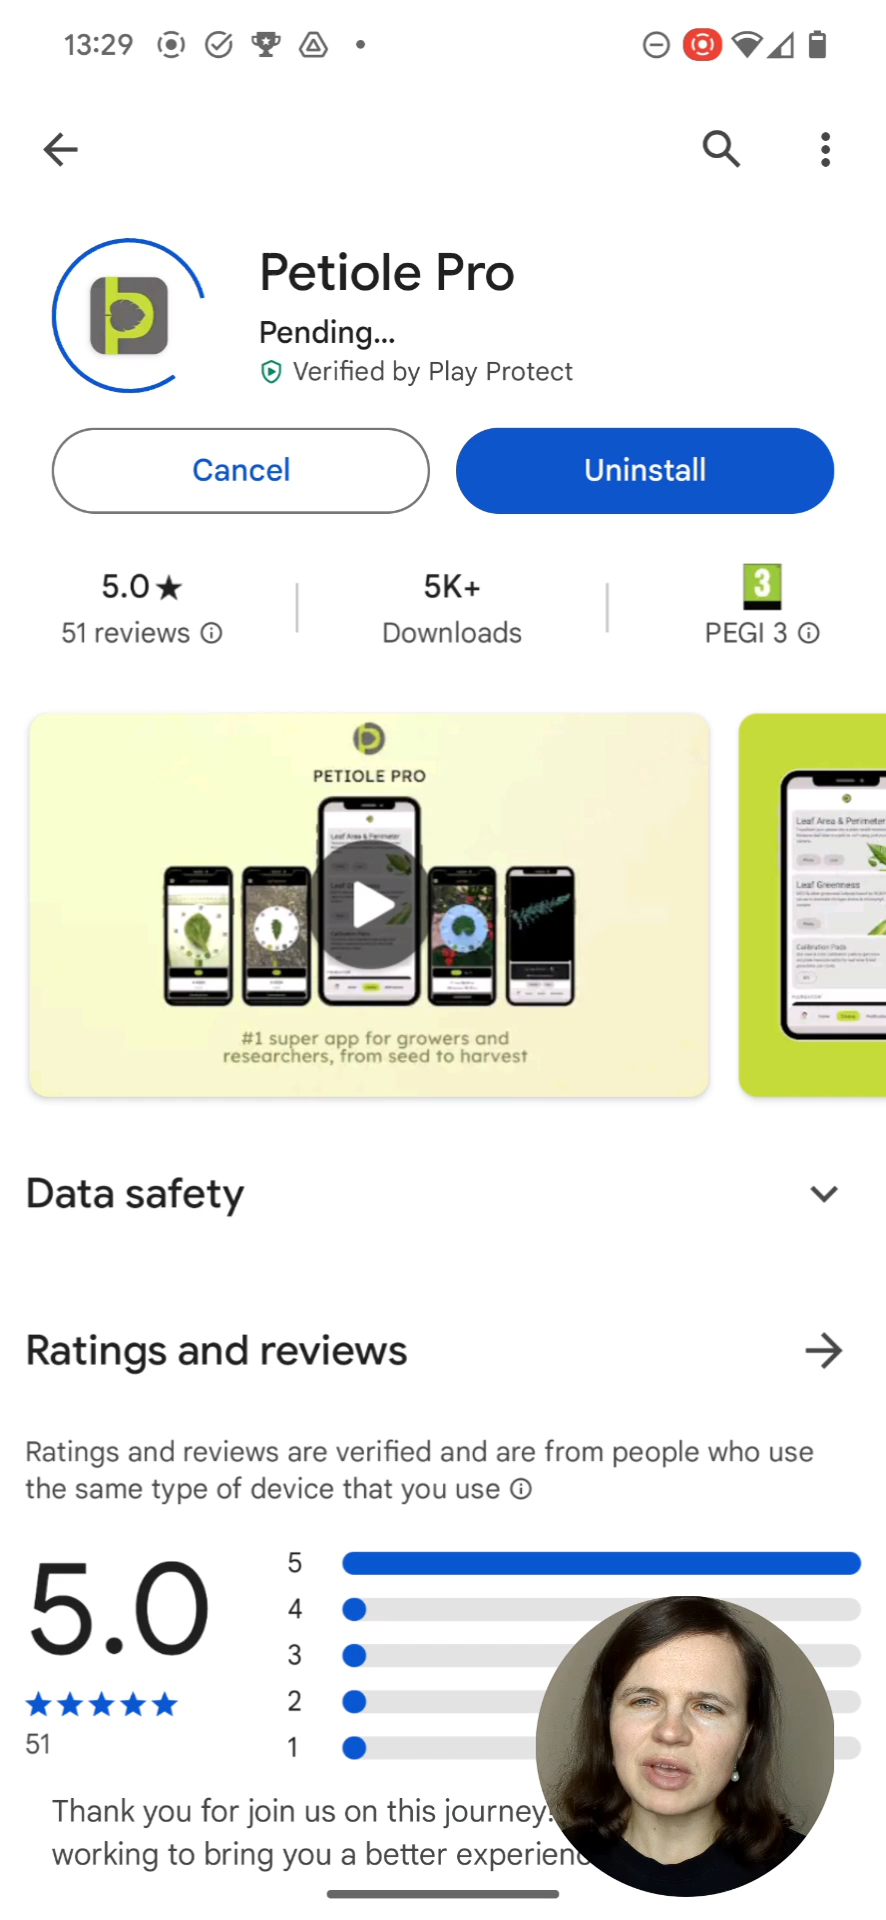 13:29
Petiole Pro
Pending...
Verified by Play Protect
Cancel
Uninstall
5.0★
51 reviews
5K+
Downloads
3
PEGI 3
PETIOLE PRO
Leaf Area & Perimeter
#1 super app for growers and
researchers, from seed to harvest
Leaf Area & Perimeter
Leaf Greenness
Calibration Pads
Data safety
Ratings and reviews
Ratings and reviews are verified and are from people who use
the same type of device that you use
5.0
51
5
4
3
2
1
Thank you for join us on this journey!
working to bring you a better experienc